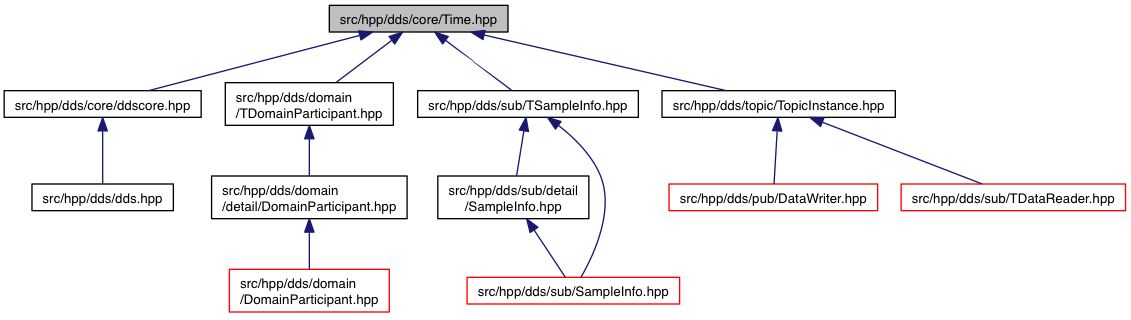 src/hpp/dds/core/Time.hpp
src/hpp/dds/core/ddscore.hpp
src/hpp/dds/domain
/TDomainParticipant.hpp
src/hpp/dds/sub/TSampleInfo.hpp
src/hpp/dds/topic/TopicInstance.hpp
src/hpp/dds/dds.hpp
src/hpp/dds/domain
/detail/DomainParticipant.hpp
src/hpp/dds/sub/detail
/SampleInfo.hpp
src/hpp/dds/pub/DataWriter.hpp
src/hpp/dds/sub/TDataReader.hpp
src/hpp/dds/domain
/DomainParticipant.hpp
src/hpp/dds/sub/SampleInfo.hpp